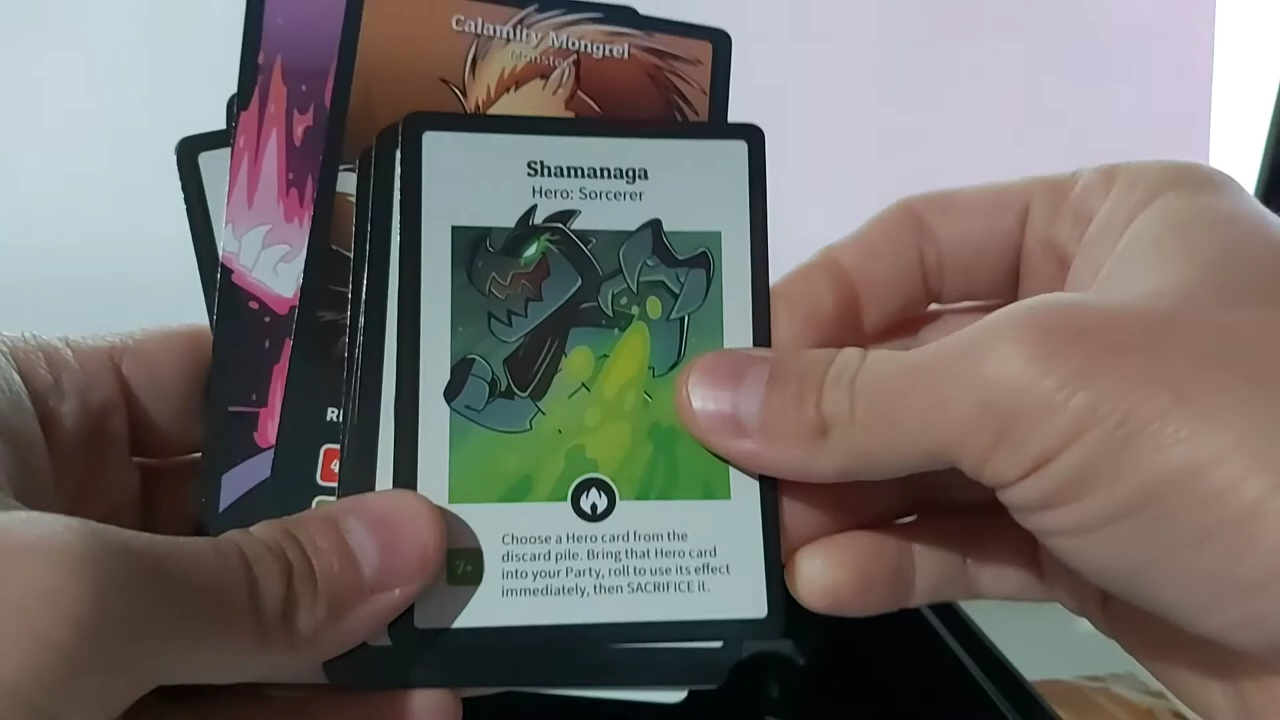 Calamity Mongrel
Monster
Shamanaga
Hero: Sorcerer
7+
Choose a Hero card from the
discard pile. Bring that Hero card
into your Party, roll to use its effect
immediately, then SACRIFICE it.